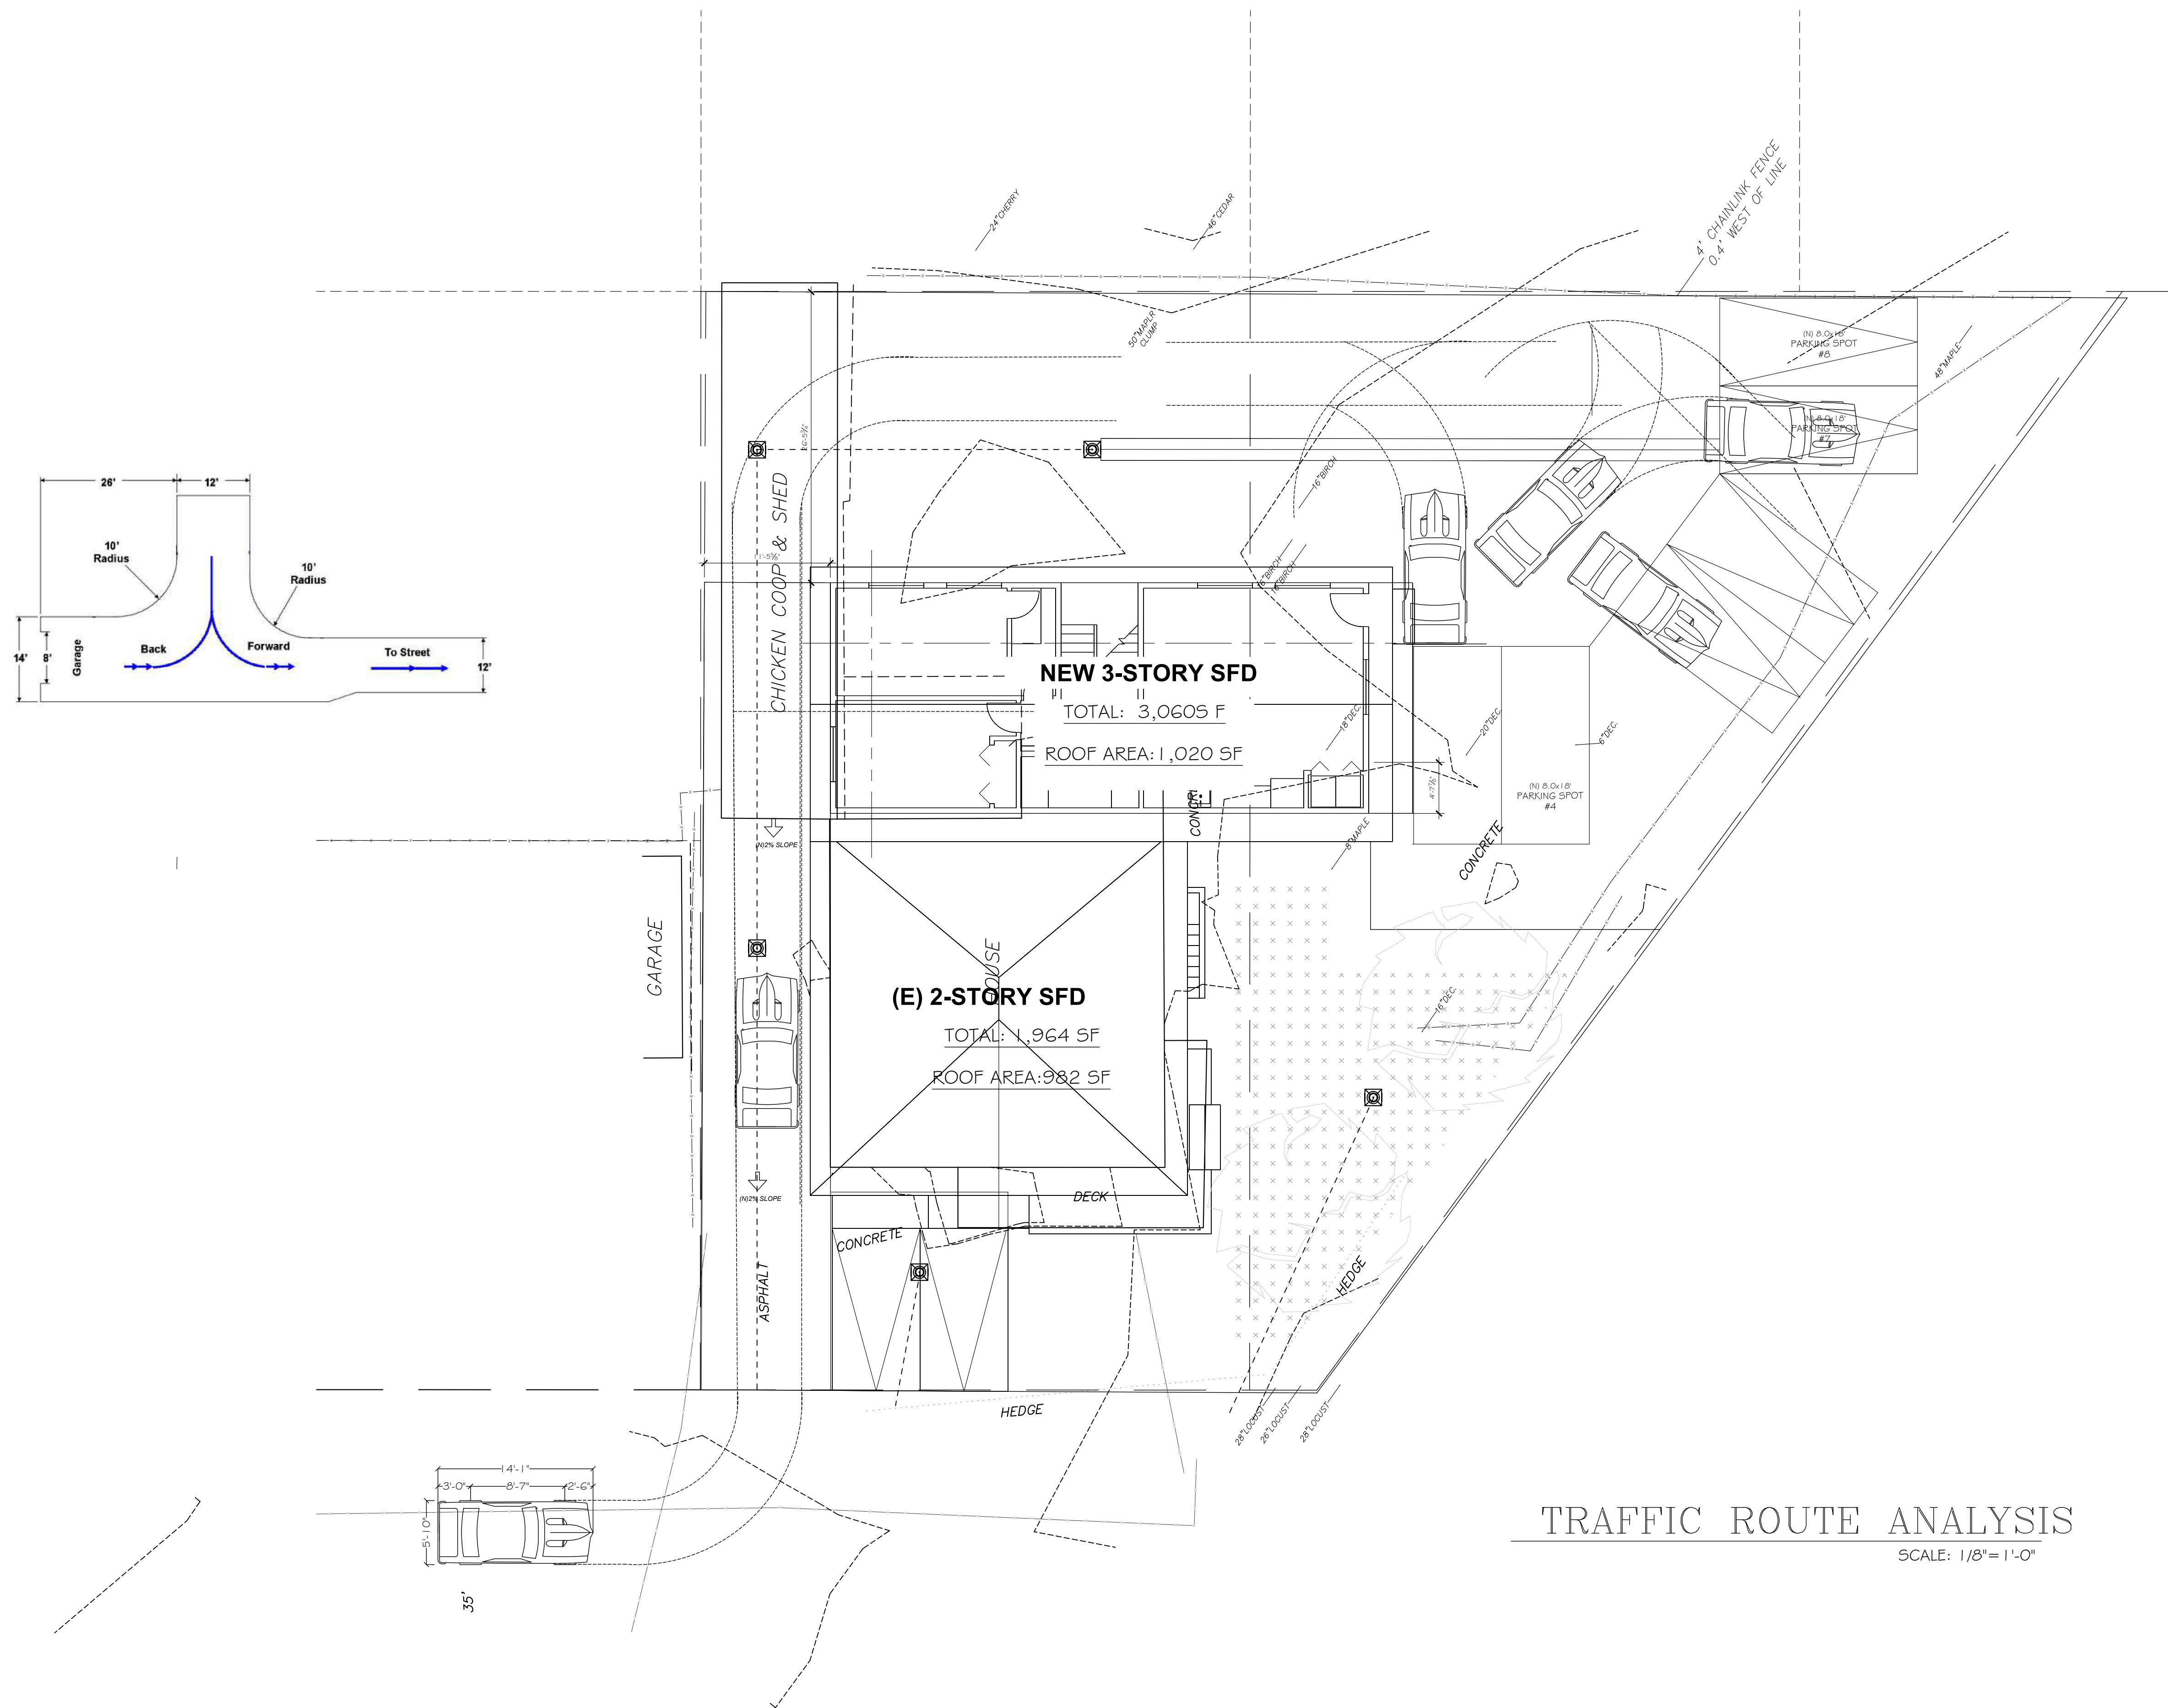 24"CHERRY
46"CEDAR
4' CHAINLINK FENCE
0.4' WEST OF LINE
50"MAPLR
CLUMP
(N) 8.0x18'
PARKING SPOT
#8
48"MAPLE
(N) 8.0x18'
PARKING SPOT
#7
26'
12'
10'
Radius
10'
Radius
14'
8'
Garage
Back
Forward
To Street
12'
CHICKEN COOP & SHED
16"BIRCH
16"BIRCH
16"BIRCH
NEW 3-STORY SFD
TOTAL: 3,060S F
ROOF AREA:1,020 SF
18"DEC.
20"DEC.
6"DEC.
(N) 8.0x18'
PARKING SPOT
#4
CONCRETE
8"MAPLE
(N)2% SLOPE
GARAGE
HOUSE
(E) 2-STORY SFD
TOTAL: 1,964 SF
ROOF AREA:982 SF
16"DEC.
(N)2% SLOPE
DECK
CONCRETE
ASPHALT
HEDGE
HEDGE
28"LOCUST
26"LOCUST
28"LOCUST
14'-1"
3'-0"
8'-7"
2'-6"
5'-10"
35'
TRAFFIC ROUTE ANALYSIS
SCALE: 1/8"=1'-0"